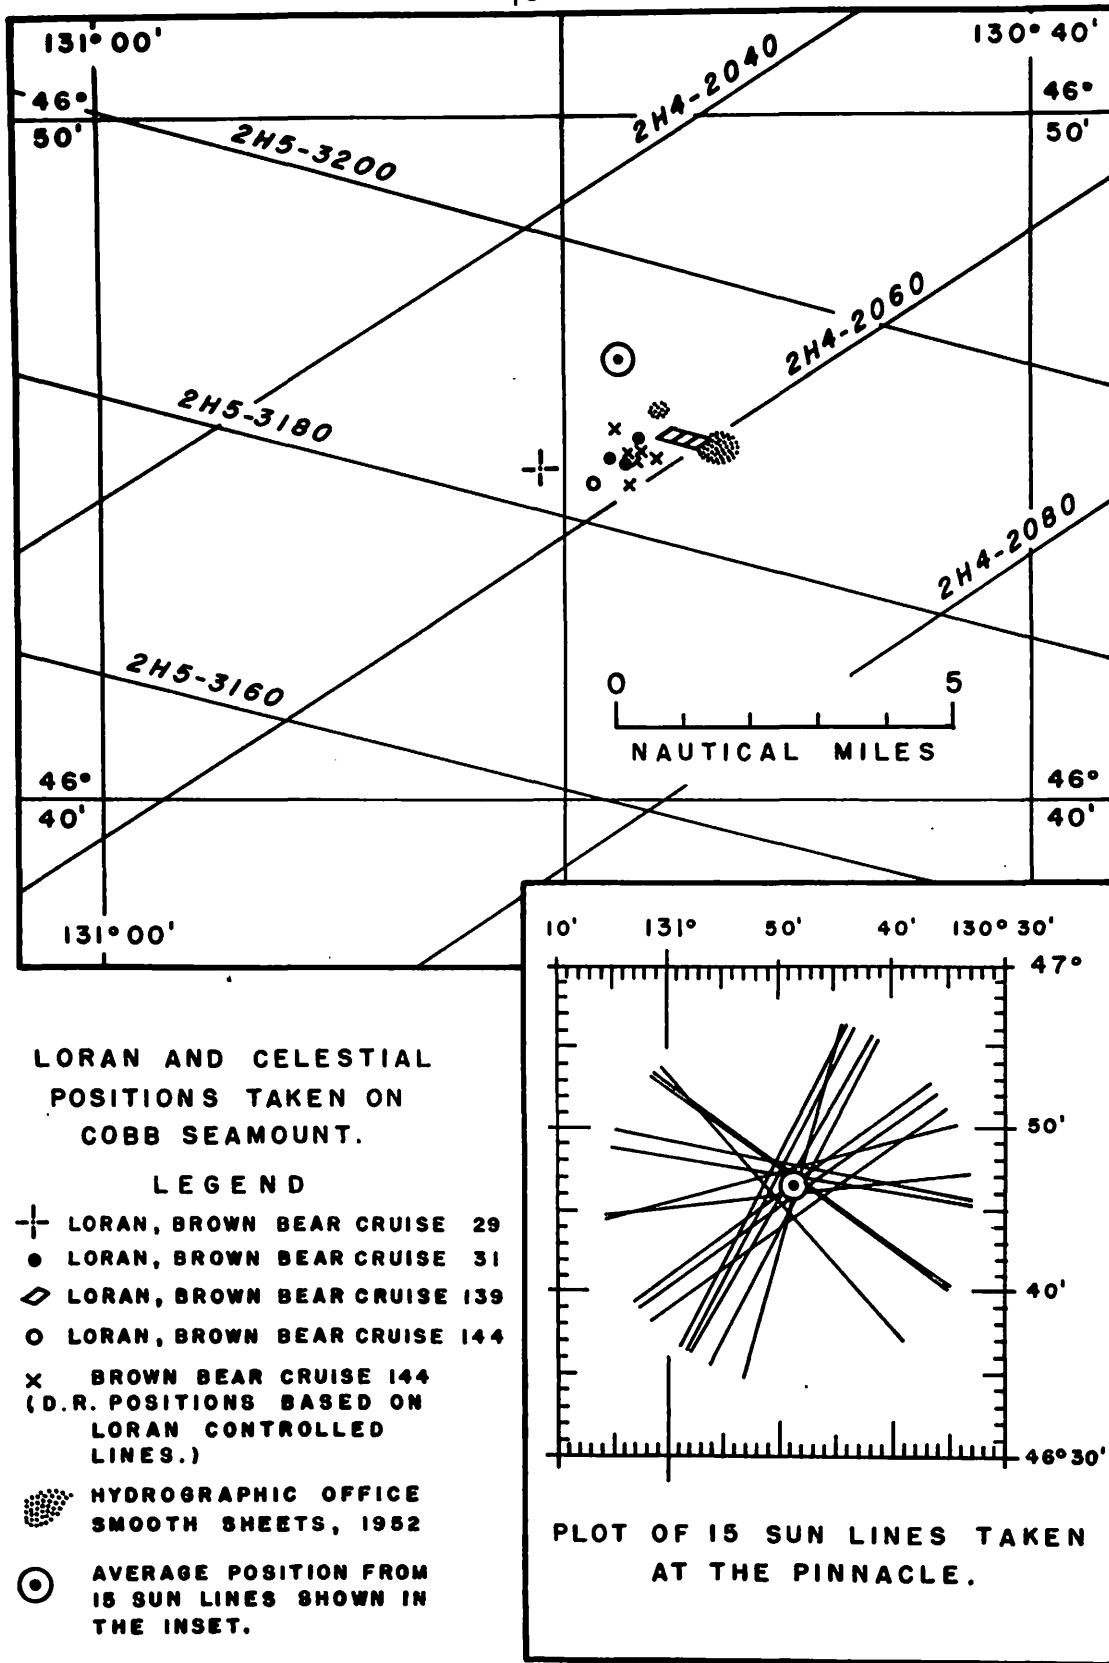 131° 00'
130° 40'
46°
50'
46°
50'
2H4-2040
2H5-3200
2H4-2060
2H5-3180
2H4-2080
2H5-3160
0 5
NAUTICAL MILES
46°
40'
46°
40'
131° 00'
10' 131° 50' 40' 130° 30'
47°
50'
40'
46° 30'
PLOT OF 15 SUN LINES TAKEN
AT THE PINNACLE.
LORAN AND CELESTIAL
POSITIONS TAKEN ON
COBB SEAMOUNT.
LEGEND
LORAN, BROWN BEAR CRUISE 29
LORAN, BROWN BEAR CRUISE 31
LORAN, BROWN BEAR CRUISE 139
LORAN, BROWN BEAR CRUISE 144
BROWN BEAR CRUISE 144
(D.R. POSITIONS BASED ON
LORAN CONTROLLED
LINES.)
HYDROGRAPHIC OFFICE
SMOOTH SHEETS, 1952
AVERAGE POSITION FROM
15 SUN LINES SHOWN IN
THE INSET.